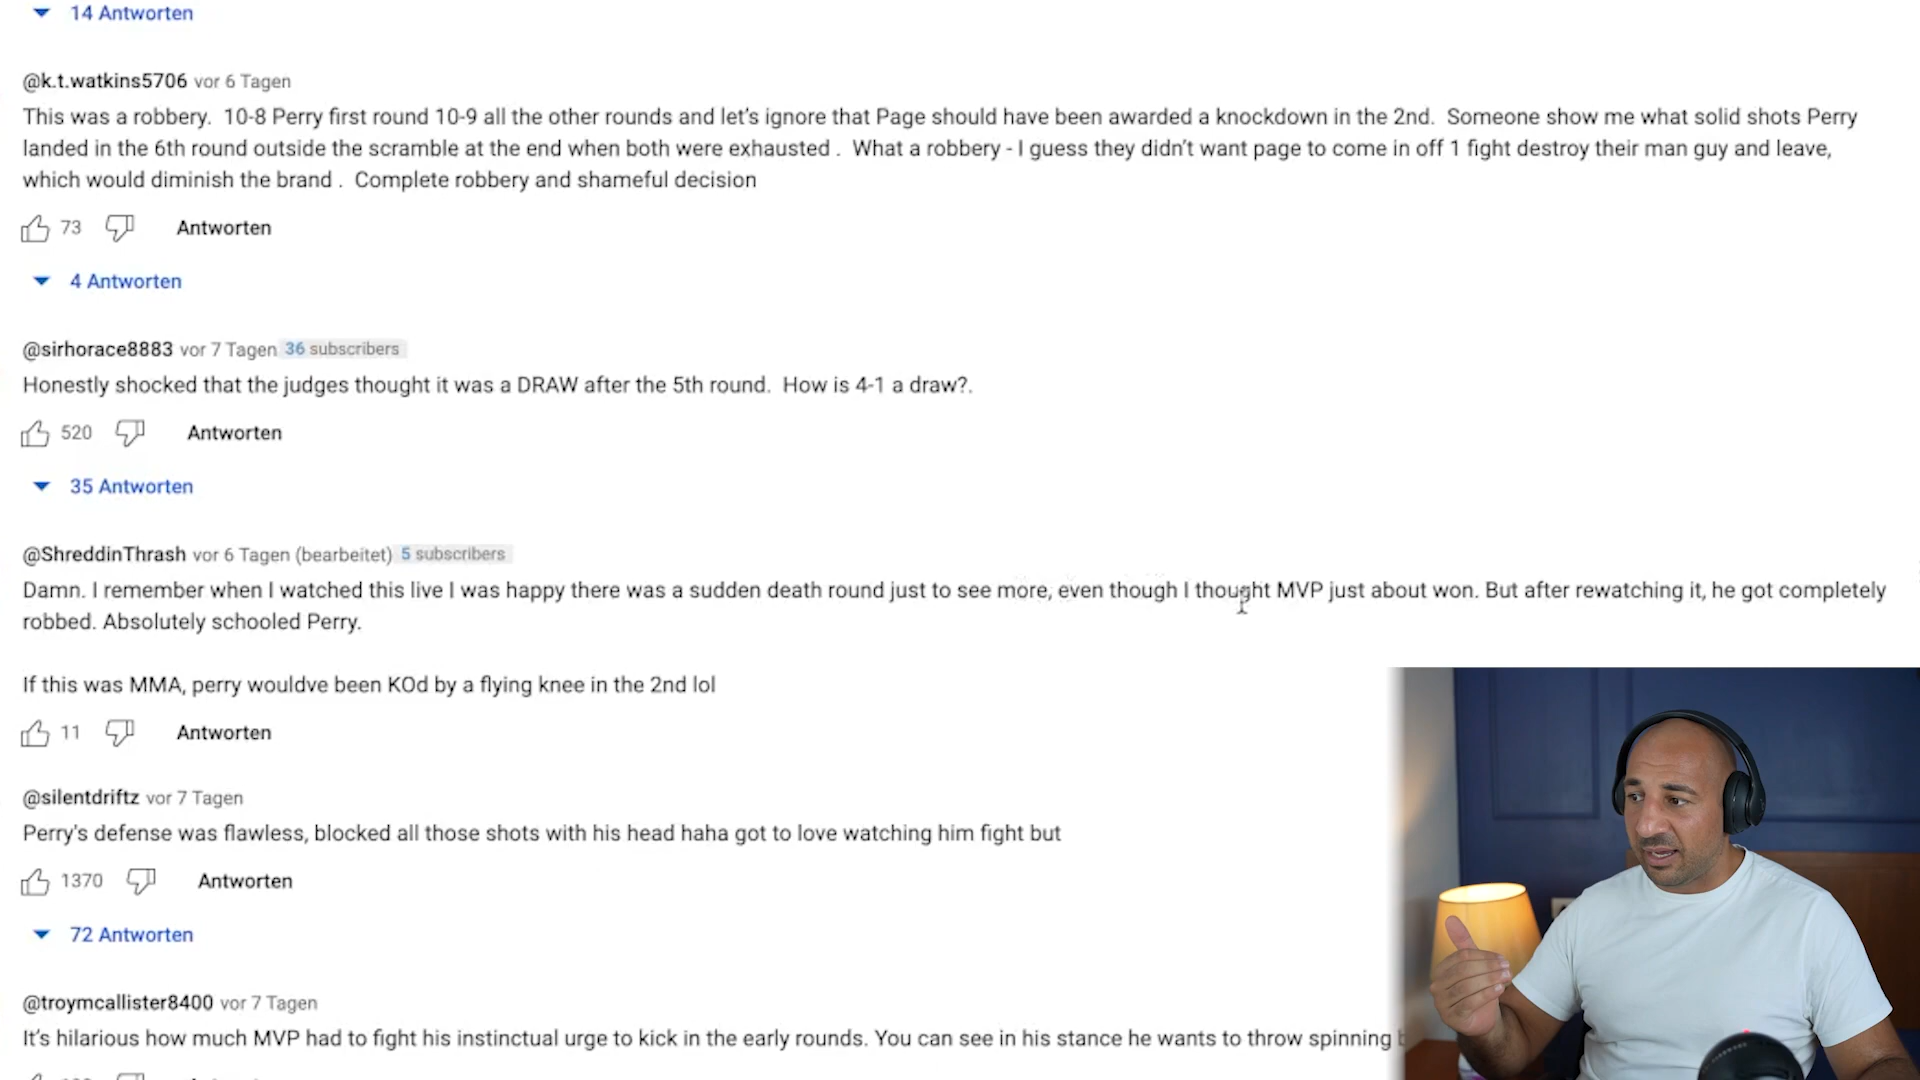 14 Antworten
@k.t.watkins5706 vor 6 Tagen
This was a robbery.  10-8 Perry first round 10-9 all the other rounds and let's ignore that Page should have been awarded a knockdown in the 2nd.  Someone show me what solid shots Perry
landed in the 6th round outside the scramble at the end when both were exhausted .  What a robbery - I guess they didn't want page to come in off 1 fight destroy their man guy and leave,
which would diminish the brand .  Complete robbery and shameful decision
73 Antworten
4 Antworten
@sirhorace8883 vor 7 Tagen 36 subscribers
Honestly shocked that the judges thought it was a DRAW after the 5th round.  How is 4-1 a draw?.
520 Antworten
35 Antworten
@ShreddinThrash vor 6 Tagen (bearbeitet) 5 subscribers
Damn. I remember when I watched this live I was happy there was a sudden death round just to see more, even though I thought MVP just about won. But after rewatching it, he got completely
robbed. Absolutely schooled Perry.
If this was MMA, perry wouldve been KOd by a flying knee in the 2nd lol
11 Antworten
@silentdriftz vor 7 Tagen
Perry's defense was flawless, blocked all those shots with his head haha got to love watching him fight but
1370 Antworten
72 Antworten
@troymcallister8400 vor 7 Tagen
It's hilarious how much MVP had to fight his instinctual urge to kick in the early rounds. You can see in his stance he wants to throw spinning